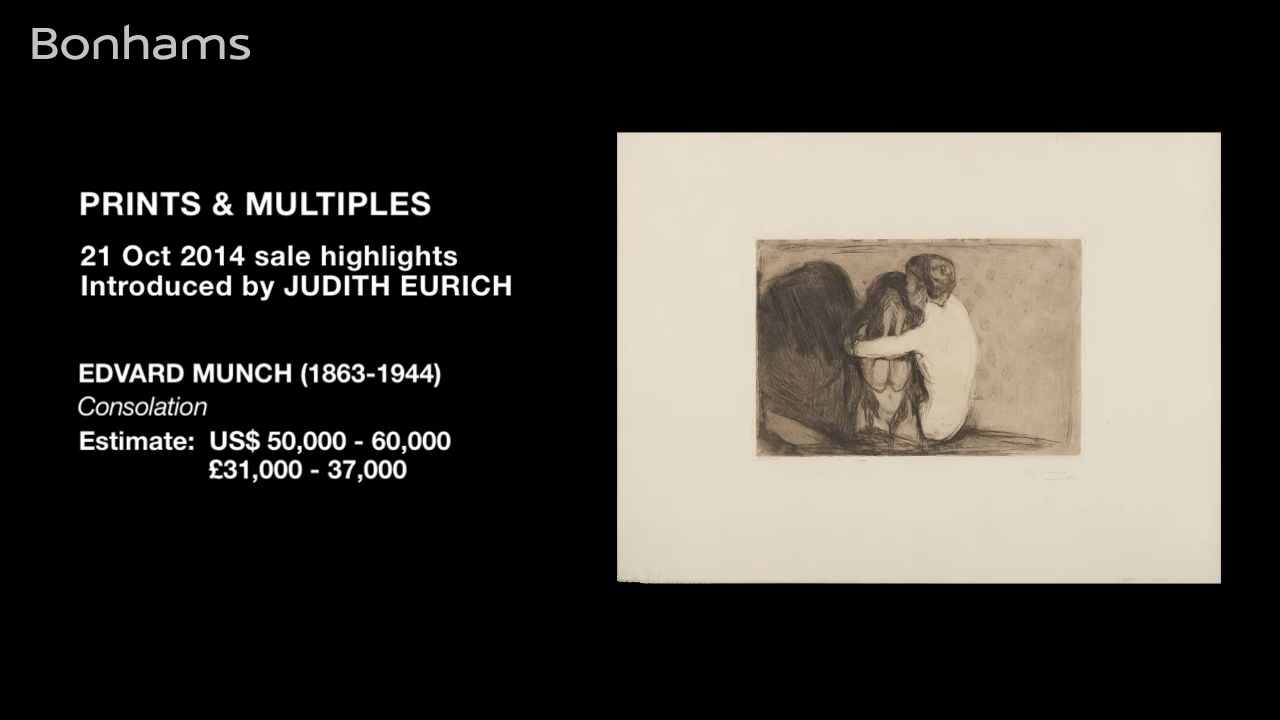 Bonhams
PRINTS & MULTIPLES
21 Oct 2014 sale highlights
Introduced by JUDITH EURICH
EDVARD MUNCH (1863-1944)
Consolation
Estimate: US$ 50,000 - 60,000
£31,000 - 37,000